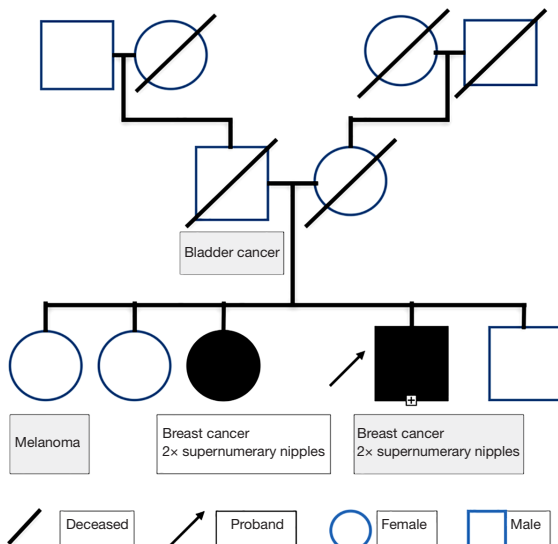 Bladder cancer
Melanoma
Breast cancer
2× supernumerary nipples
Breast cancer
2× supernumerary nipples
Deceased
Proband
Female
Male